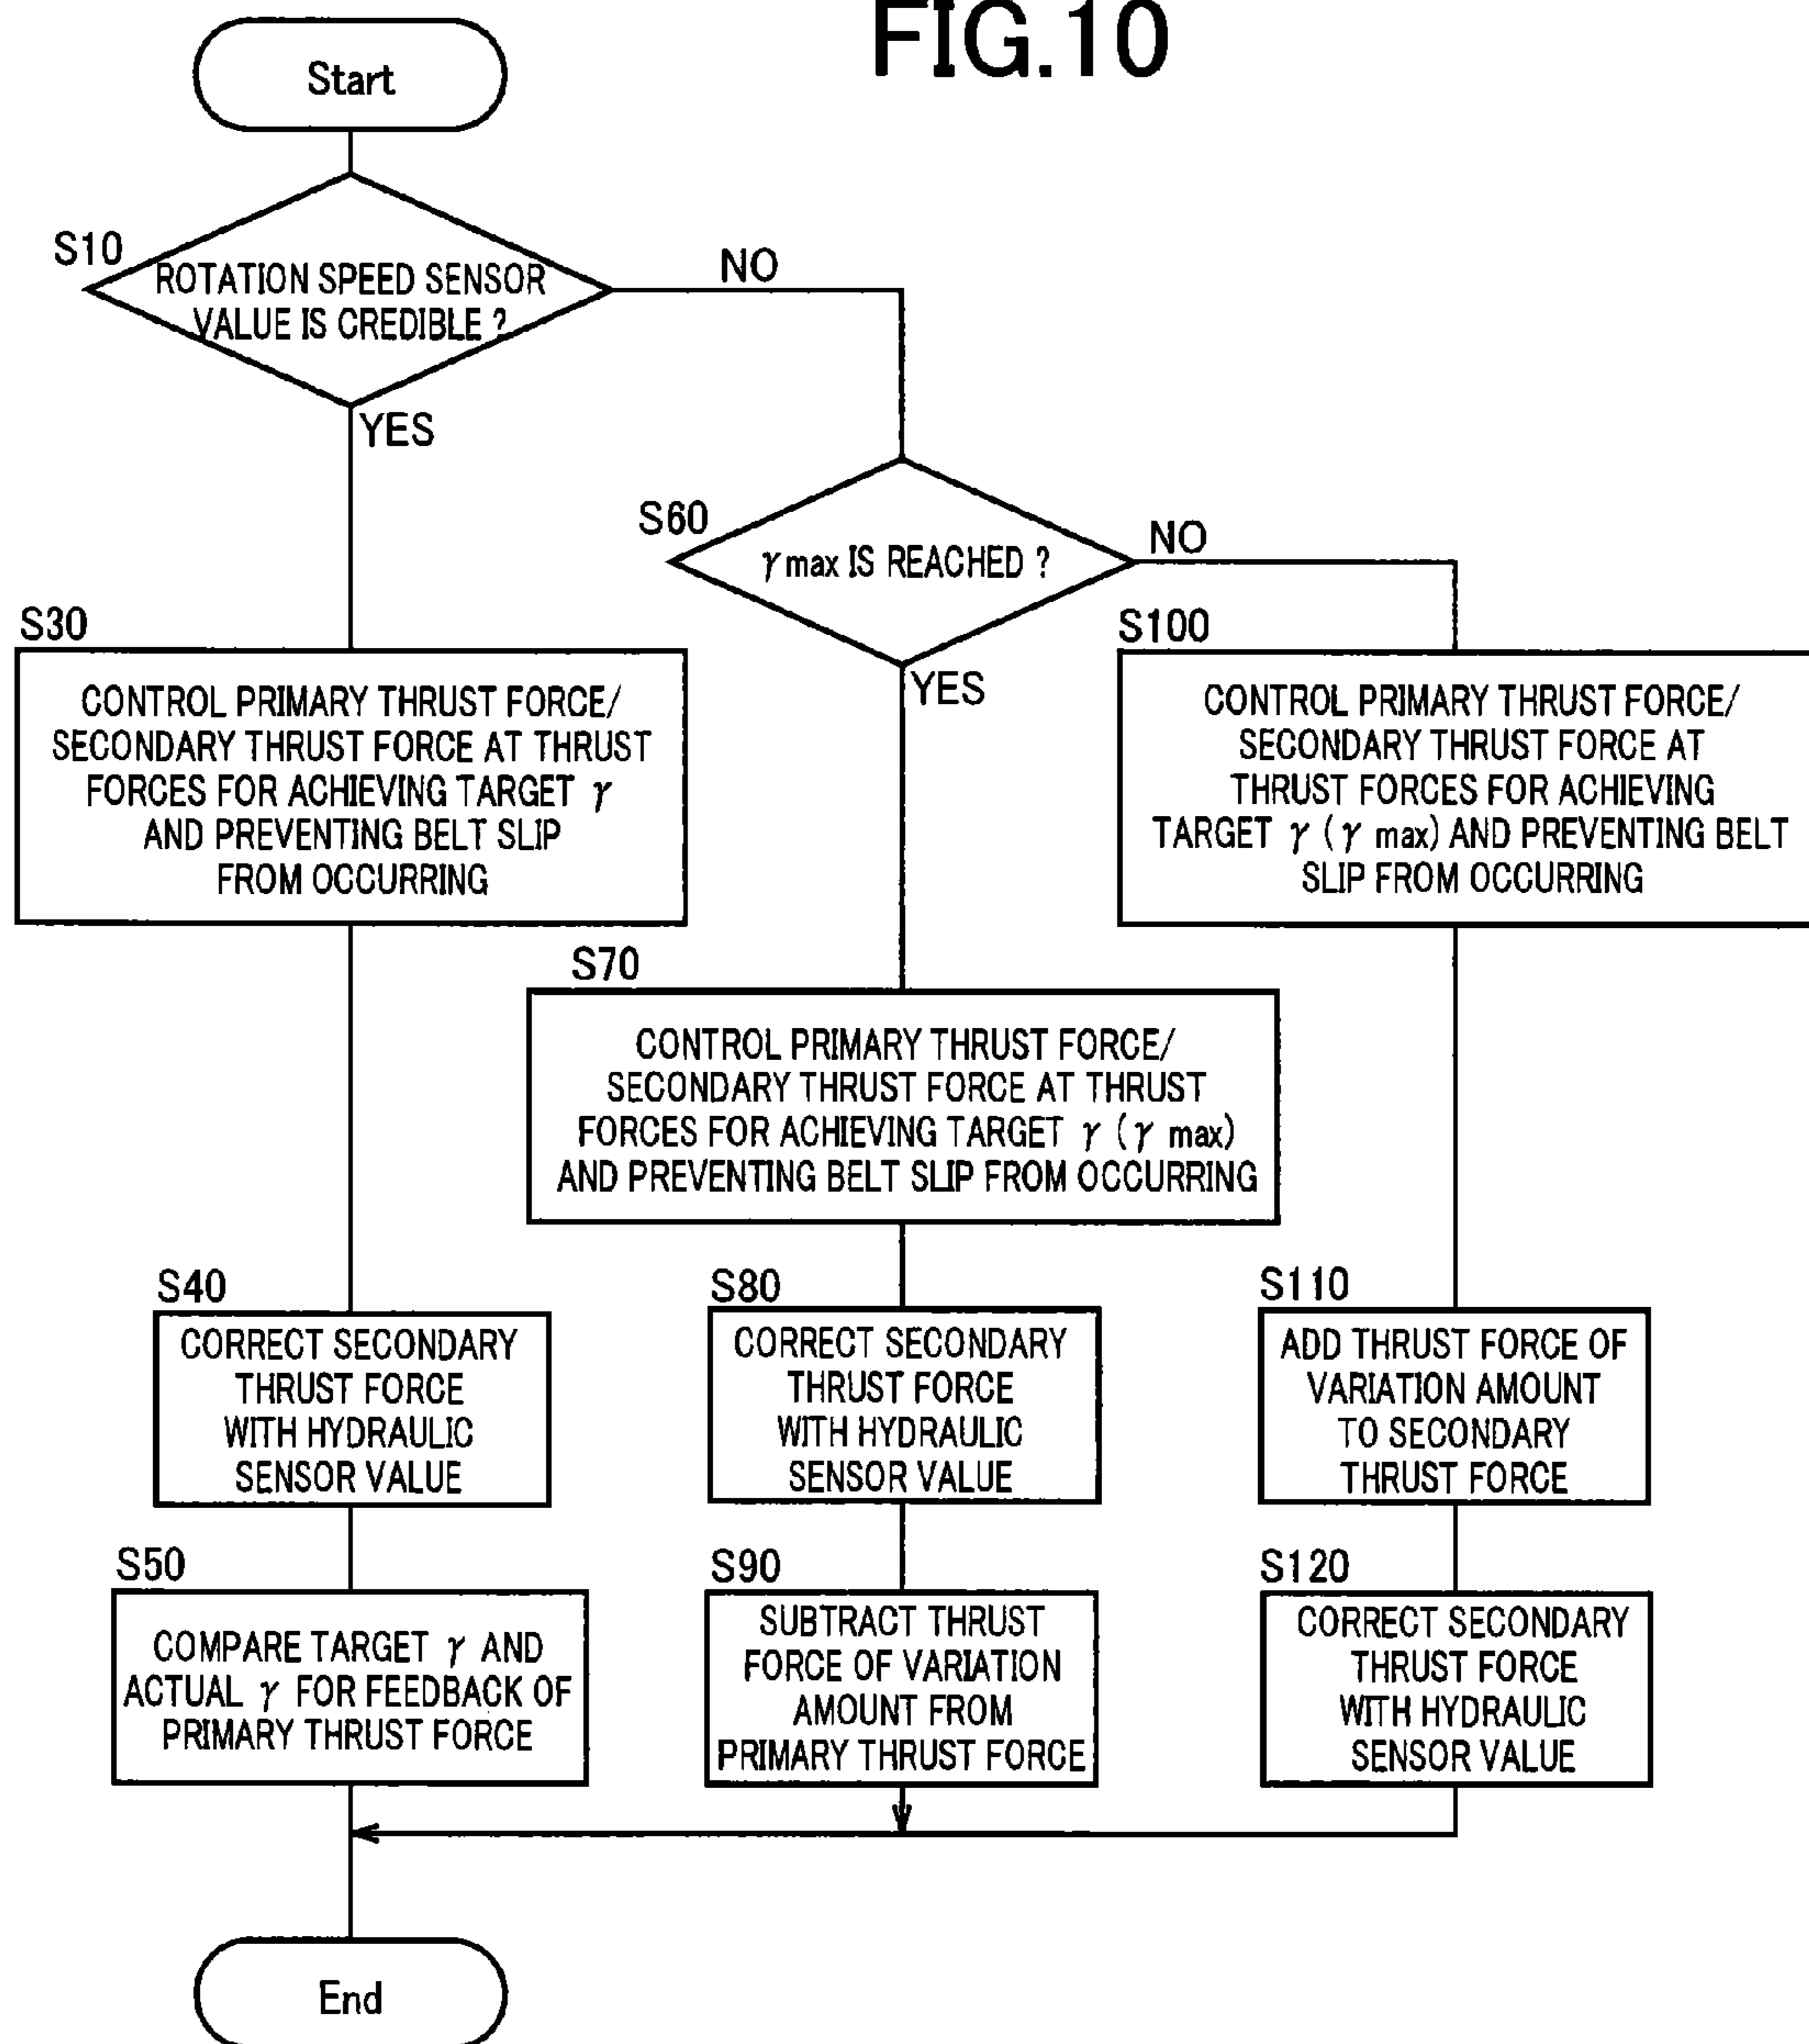 FIG.10
Start
S10
ROTATION SPEED SENSOR
VALUE IS CREDIBLE ?
NO
YES
S60
γmax IS REACHED ?
NO
YES
S30
CONTROL PRIMARY THRUST FORCE/
SECONDARY THRUST FORCE AT THRUST
FORCES FOR ACHIEVING TARGET γ
AND PREVENTING BELT SLIP
FROM OCCURRING
S100
CONTROL PRIMARY THRUST FORCE/
SECONDARY THRUST FORCE AT
THRUST FORCES FOR ACHIEVING
TARGET γ (γ max) AND PREVENTING BELT
SLIP FROM OCCURRING
S70
CONTROL PRIMARY THRUST FORCE/
SECONDARY THRUST FORCE AT THRUST
FORCES FOR ACHIEVING TARGET γ (γ max)
AND PREVENTING BELT SLIP FROM OCCURRING
S40
CORRECT SECONDARY
THRUST FORCE
WITH HYDRAULIC
SENSOR VALUE
S80
CORRECT SECONDARY
THRUST FORCE
WITH HYDRAULIC
SENSOR VALUE
S110
ADD THRUST FORCE OF
VARIATION AMOUNT
TO SECONDARY
THRUST FORCE
S50
COMPARE TARGET γ AND
ACTUAL γ FOR FEEDBACK OF
PRIMARY THRUST FORCE
S90
SUBTRACT THRUST
FORCE OF VARIATION
AMOUNT FROM
PRIMARY THRUST FORCE
S120
CORRECT SECONDARY
THRUST FORCE
WITH HYDRAULIC
SENSOR VALUE
End